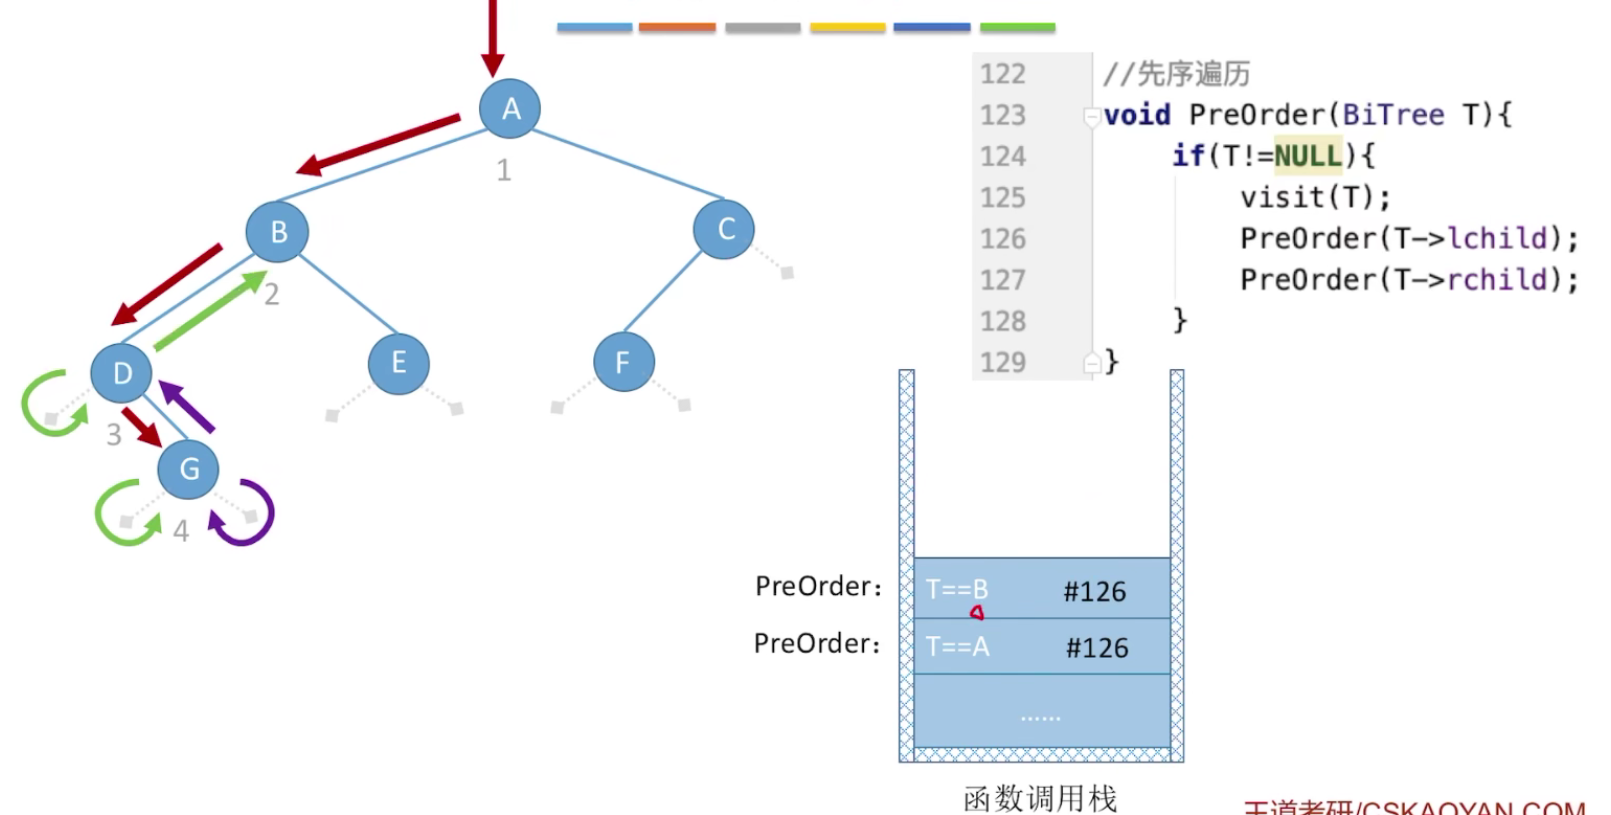 A
1
B
C
2
D
E
F
3
G
4
122 //先序遍历
123 void PreOrder(BiTree T){
124 if(T!=NULL){
125 visit(T);
126 PreOrder(T->lchild);
127 PreOrder(T->rchild);
128 }
129 }
PreOrder： T==B #126
PreOrder： T==A #126
......
函数调用栈
王道考研/CSKAOYAN.COM